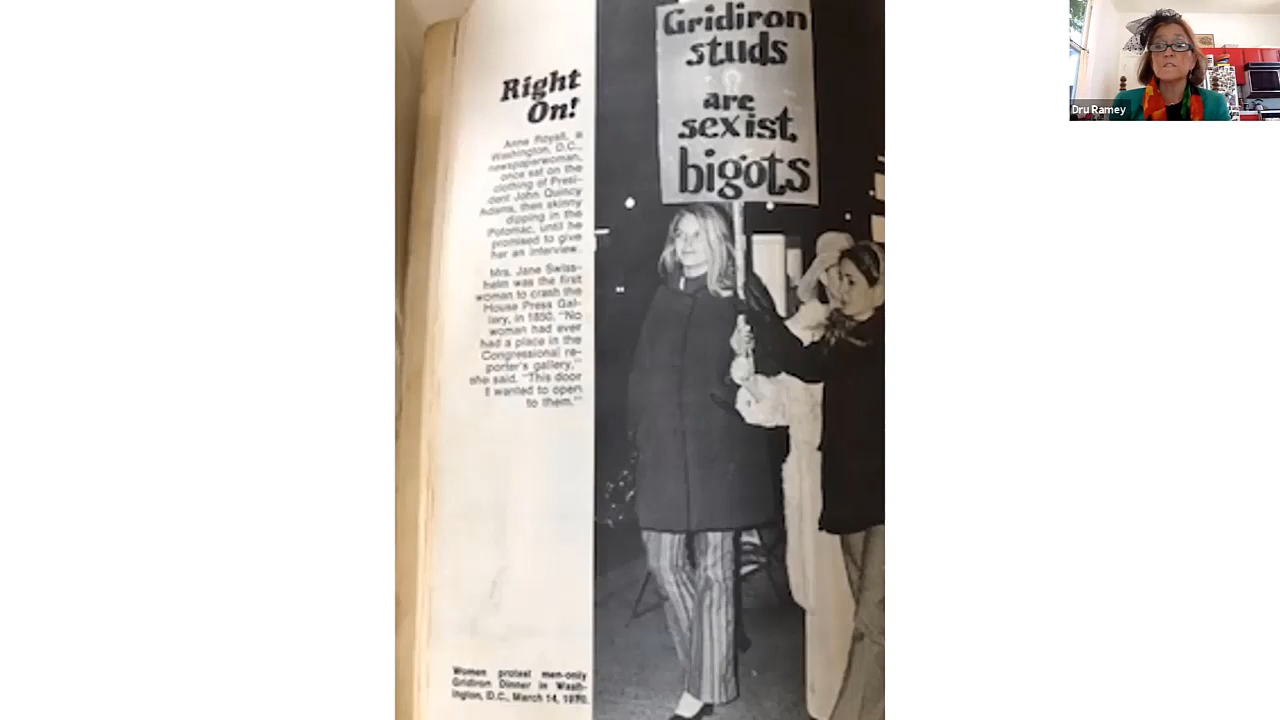 Right
On!
Anne Royall, a
Washington, D.C.,
newspaperwoman,
once sat on the
clothing of Presi-
dent John Quincy
Adams, then skinny
dipping in the
Potomac, until he
promised to give
her an interview.
Mrs. Jane Swiss-
helm was the first
woman to crash the
House Press Gal-
lery, in 1850. "No
woman had ever
had a place in the
Congressional re-
porter's gallery,"
she said. "This door
I wanted to open
to them."
Women protest men-only
Gridiron Dinner in Wash-
ington, D.C., March 14, 1970.
Gridiron
studs
are
sexist
bigots
Dru Ramey